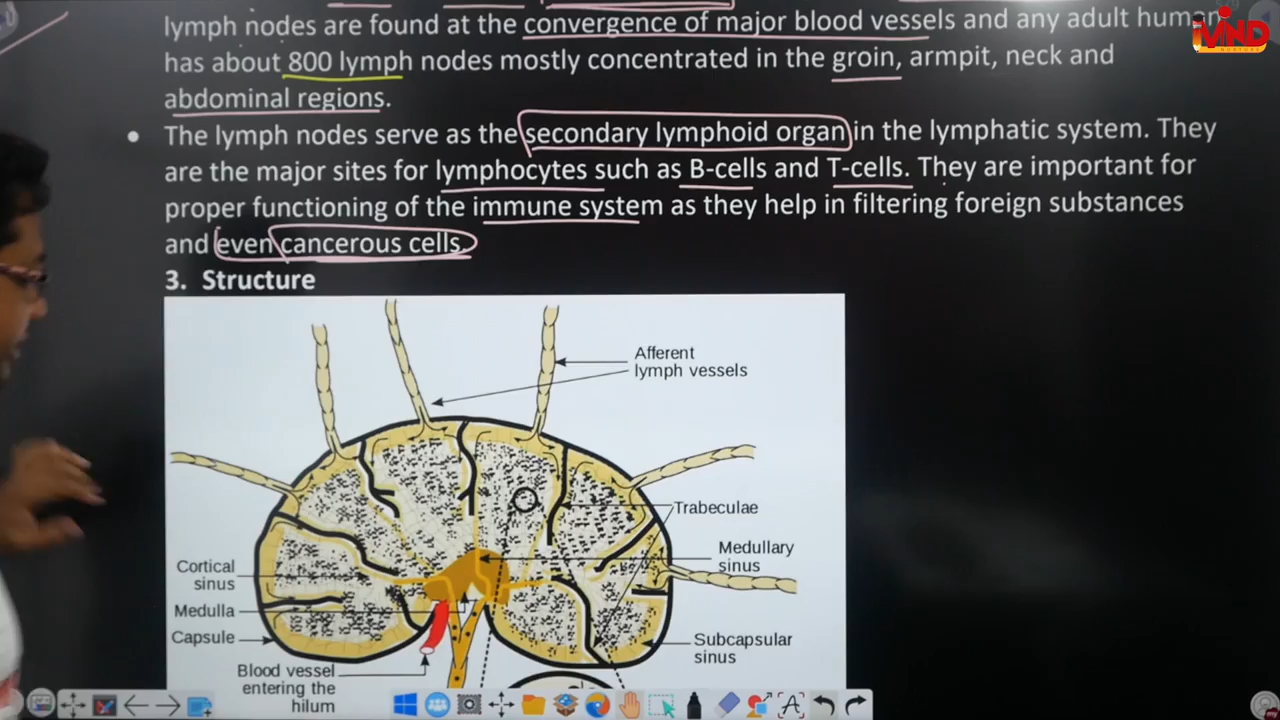 lymph nodes are found at the convergence of major blood vessels and any adult human
has about 800 lymph nodes mostly concentrated in the groin, armpit, neck and
abdominal regions.
• The lymph nodes serve as the secondary lymphoid organ in the lymphatic system. They
are the major sites for lymphocytes such as B-cells and T-cells. They are important for
proper functioning of the immune system as they help in filtering foreign substances
and even cancerous cells.
3. Structure
Afferent
lymph vessels
Trabeculae
Medullary
sinus
Cortical
sinus
Medulla
Capsule
Subcapsular
sinus
Blood vessel
entering the
hilum
MIND